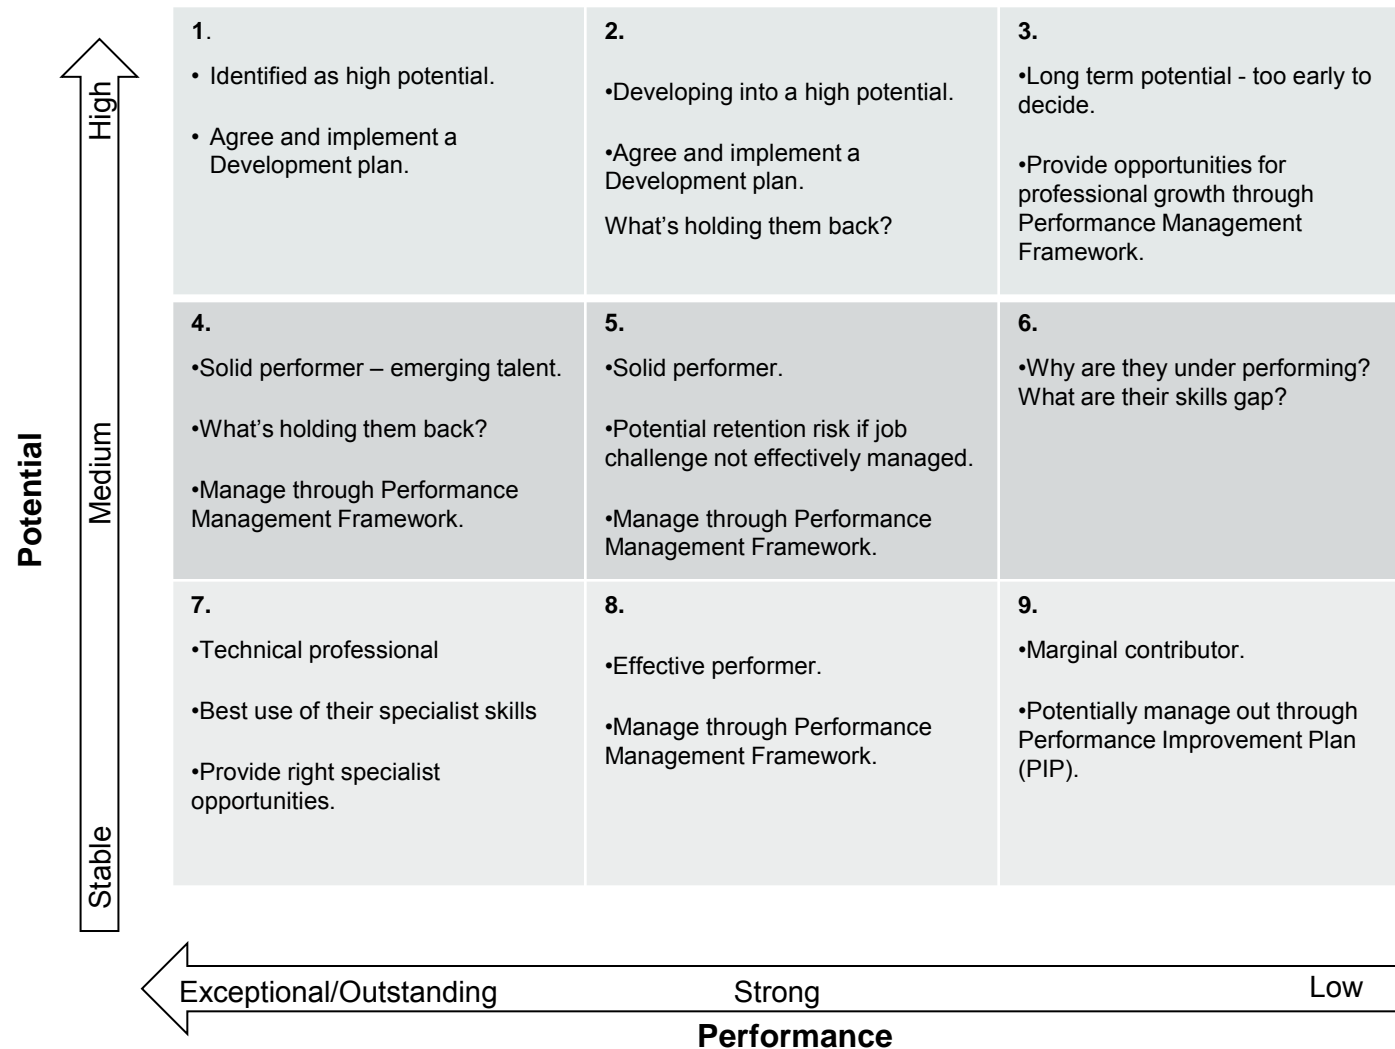 1.
• Identified as high potential.
• Agree and implement a
Development plan.
2.
•Developing into a high potential.
•Agree and implement a
Development plan.
What’s holding them back?
3.
•Long term potential - too early to
decide.
•Provide opportunities for
professional growth through
Performance Management
Framework.
4.
•Solid performer – emerging talent.
•What’s holding them back?
•Manage through Performance
Management Framework.
5.
•Solid performer.
•Potential retention risk if job
challenge not effectively managed.
•Manage through Performance
Management Framework.
6.
•Why are they under performing?
What are their skills gap?
7.
•Technical professional
•Best use of their specialist skills
•Provide right specialist
opportunities.
8.
•Effective performer.
•Manage through Performance
Management Framework.
9.
•Marginal contributor.
•Potentially manage out through
Performance Improvement Plan
(PIP).
Potential
High
Medium
Stable
Exceptional/Outstanding
Strong
Low
Performance